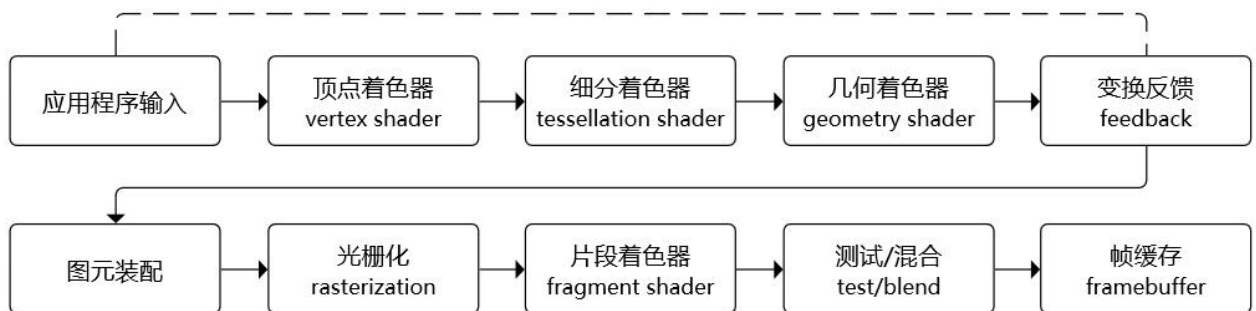 应用程序输入
顶点着色器
vertex shader
细分着色器
tessellation shader
几何着色器
geometry shader
变换反馈
feedback
图元装配
光栅化
rasterization
片段着色器
fragment shader
测试/混合
test/blend
帧缓存
framebuffer